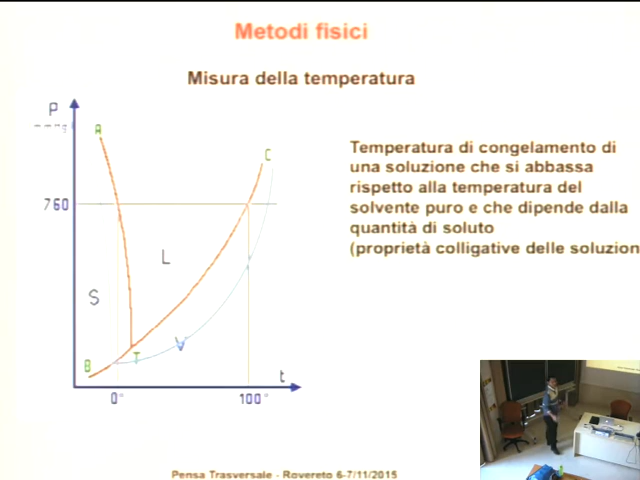 Metodi fisici
Misura della temperatura
P
A
C
760
L
S
B
T
V
t
0°
100°
Temperatura di congelamento di
una soluzione che si abbassa
rispetto alla temperatura del
solvente puro e che dipende dalla
quantità di soluto
(proprietà colligative delle soluzion
Pensa Trasversale - Rovereto 6-7/11/2015